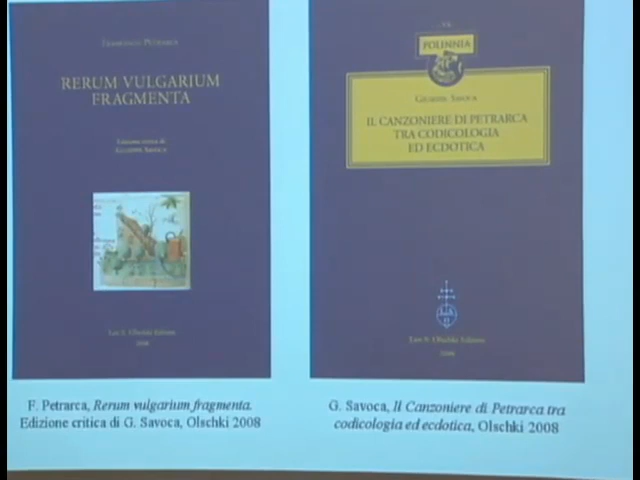 FRANCESCO PETRARCA
RERUM VULGARIUM
FRAGMENTA
Edizione critica di
GIUSEPPE SAVOCA
Leo S. Olschki Editore
2008
F. Petrarca, Rerum vulgarium fragmenta.
Edizione critica di G. Savoca, Olschki 2008
POLINNIA
GIUSEPPE SAVOCA
IL CANZONIERE DI PETRARCA
TRA CODICOLOGIA
ED ECDOTICA
Leo S. Olschki Editore
2008
G. Savoca, Il Canzoniere di Petrarca tra
codicologia ed ecdotica, Olschki 2008